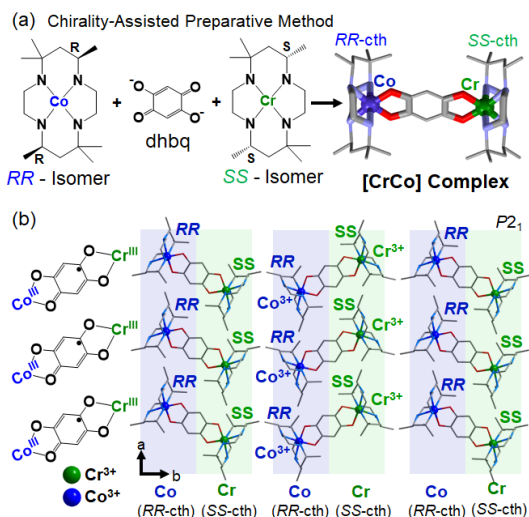 (a) Chirality-Assisted Preparative Method
RR-cth SS-cth
R S
N N N N
Co Cr Co Cr
+ - O O + 
O O -
N N N N
dhbq
R S
RR - Isomer SS - Isomer [CrCo] Complex
(b) P2₁
RR SS RR SS
O O Cr^III RR SS Cr³⁺
Co^III O O Co³⁺
RR SS RR SS
O O Cr^III RR SS Cr³⁺
Co^III O O Co³⁺
RR SS RR SS
O O Cr^III RR SS Cr³⁺
Co^III O O Co³⁺
a
b
Cr³⁺
Co³⁺
Co Cr Co Cr Co Cr
(RR-cth) (SS-cth) (RR-cth) (SS-cth) (RR-cth) (SS-cth)